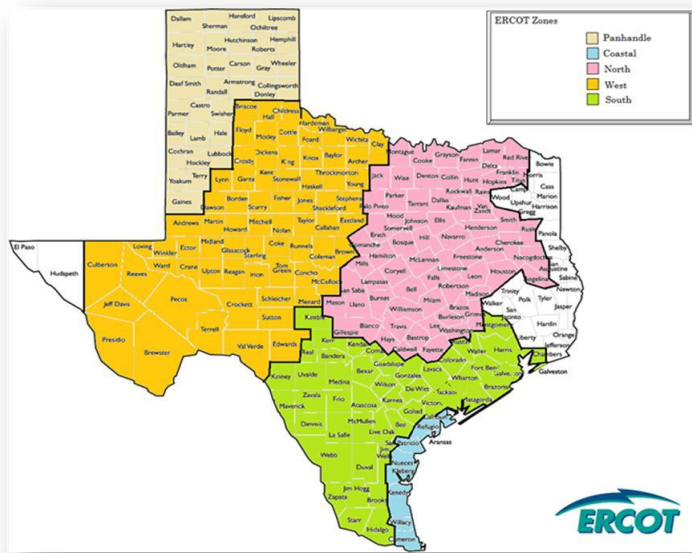 ERCOT Zones
Panhandle
Coastal
North
West
South
Dallam
Hansford
Lipscomb
Sherman
Ochiltree
Hartley
Moore
Hutchinson
Hemphill
Roberts
Oldham
Potter
Carson
Gray
Wheeler
Deaf Smith
Randall
Armstrong
Collingsworth
Donley
Parmer
Castro
Swisher
Briscoe
Childress
Hall
Hardeman
Bailey
Lamb
Hale
Floyd
Motley
Cottle
Foard
Wilbarger
Wichita
Clay
Cochran
Hockley
Lubbock
Crosby
Dickens
King
Knox
Baylor
Archer
Yoakum
Terry
Lynn
Garza
Kent
Stonewall
Haskell
Throckmorton
Young
Gaines
Dawson
Borden
Scurry
Fisher
Jones
Shackleford
Stephens
Andrews
Martin
Howard
Mitchell
Nolan
Taylor
Callahan
Eastland
El Paso
Hudspeth
Culberson
Loving
Winkler
Ector
Midland
Glasscock
Sterling
Coke
Runnels
Coleman
Brown
Reeves
Ward
Crane
Upton
Reagan
Irion
Tom
Green
Concho
McCulloch
Jeff Davis
Pecos
Crockett
Schleicher
Menard
Sutton
Presidio
Brewster
Terrell
Val Verde
Edwards
Montague
Cooke
Grayson
Fannin
Lamar
Red River
Bowie
Jack
Wise
Denton
Collin
Hunt
Hopkins
Franklin
Titus
Morris
Cass
Marion
Palo Pinto
Parker
Tarrant
Dallas
Rockwall
Kaufman
Rains
Van
Zandt
Wood
Upshur
Gregg
Harrison
Hood
Johnson
Ellis
Henderson
Smith
Rusk
Panola
Erath
Somervell
Comanche
Bosque
Hill
Navarro
Anderson
Cherokee
Shelby
Nacogdoches
San
Augustine
Sabine
Mills
Hamilton
McLennan
Freestone
Limestone
Leon
Houston
Angelina
Coryell
Falls
Lampasas
San Saba
Bell
Robertson
Madison
Trinity
Walker
Polk
Tyler
Newton
Jasper
Mason
Llano
Burnet
Williamson
Milam
Brazos
Burleson
Grimes
San
Jacinto
Hardin
Gillespie
Blanco
Travis
Lee
Washington
Montgomery
Liberty
Orange
Jefferson
Hays
Bastrop
Caldwell
Fayette
Kimble
Kerr
Kendall
Comal
Real
Bandera
Guadalupe
Colorado
Waller
Harris
Chambers
Galveston
Kinney
Uvalde
Medina
Bexar
Gonzales
Lavaca
Wharton
Fort Bend
Galveston
Wilson
De Witt
Jackson
Brazoria
Matagorda
Zavala
Frio
Atascosa
Karnes
Victoria
Maverick
Goliad
Calhoun
Dimmit
La Salle
McMullen
Live Oak
Bee
Refugio
Aransas
San Patricio
Webb
Duval
Jim
Wells
Nueces
Kleberg
Zapata
Jim Hogg
Brooks
Kenedy
Starr
Hidalgo
Willacy
Cameron
ERCOT